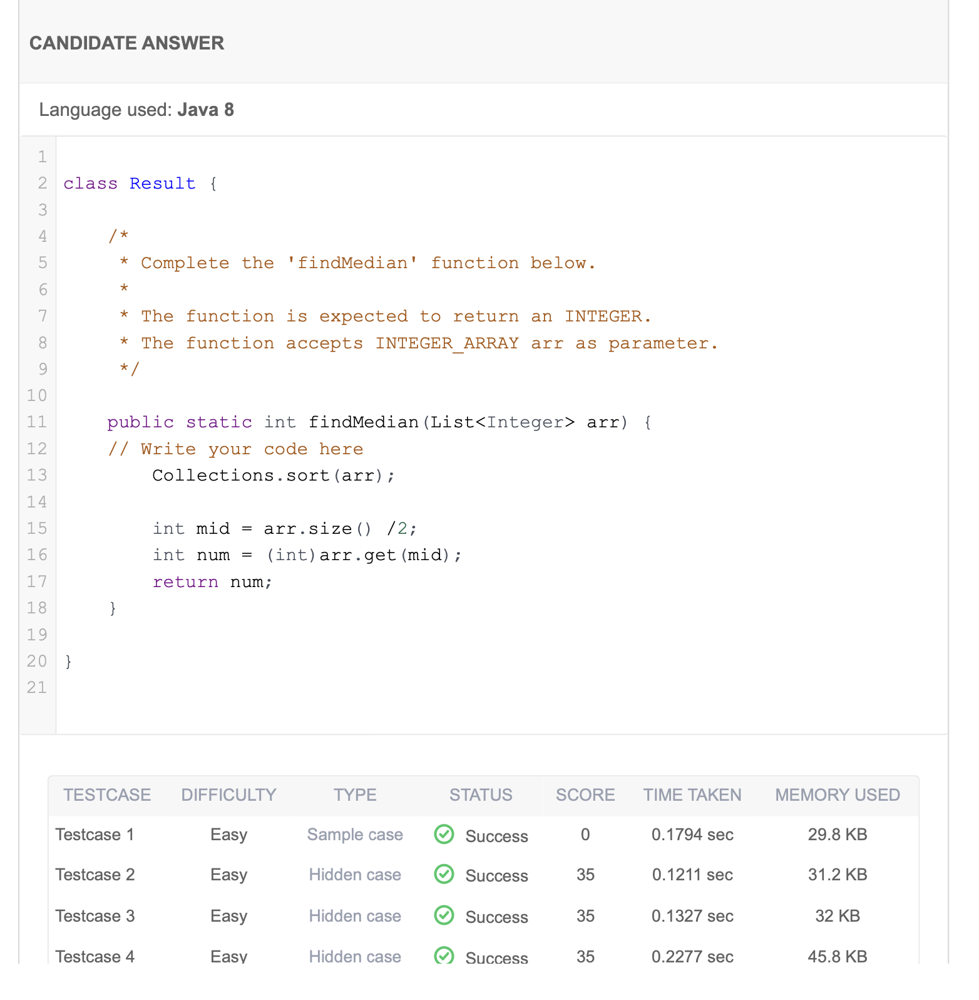 CANDIDATE ANSWER
Language used: Java 8
1
2 class Result {
3
4 /*
5 * Complete the 'findMedian' function below.
6 *
7 * The function is expected to return an INTEGER.
8 * The function accepts INTEGER_ARRAY arr as parameter.
9 */
10
11 public static int findMedian(List<Integer> arr) {
12 // Write your code here
13 Collections.sort(arr);
14
15 int mid = arr.size() /2;
16 int num = (int)arr.get(mid);
17 return num;
18 }
19
20 }
21
TESTCASE DIFFICULTY TYPE STATUS SCORE TIME TAKEN MEMORY USED
Testcase 1 Easy Sample case Success 0 0.1794 sec 29.8 KB
Testcase 2 Easy Hidden case Success 35 0.1211 sec 31.2 KB
Testcase 3 Easy Hidden case Success 35 0.1327 sec 32 KB
Testcase 4 Easy Hidden case Success 35 0.2277 sec 45.8 KB